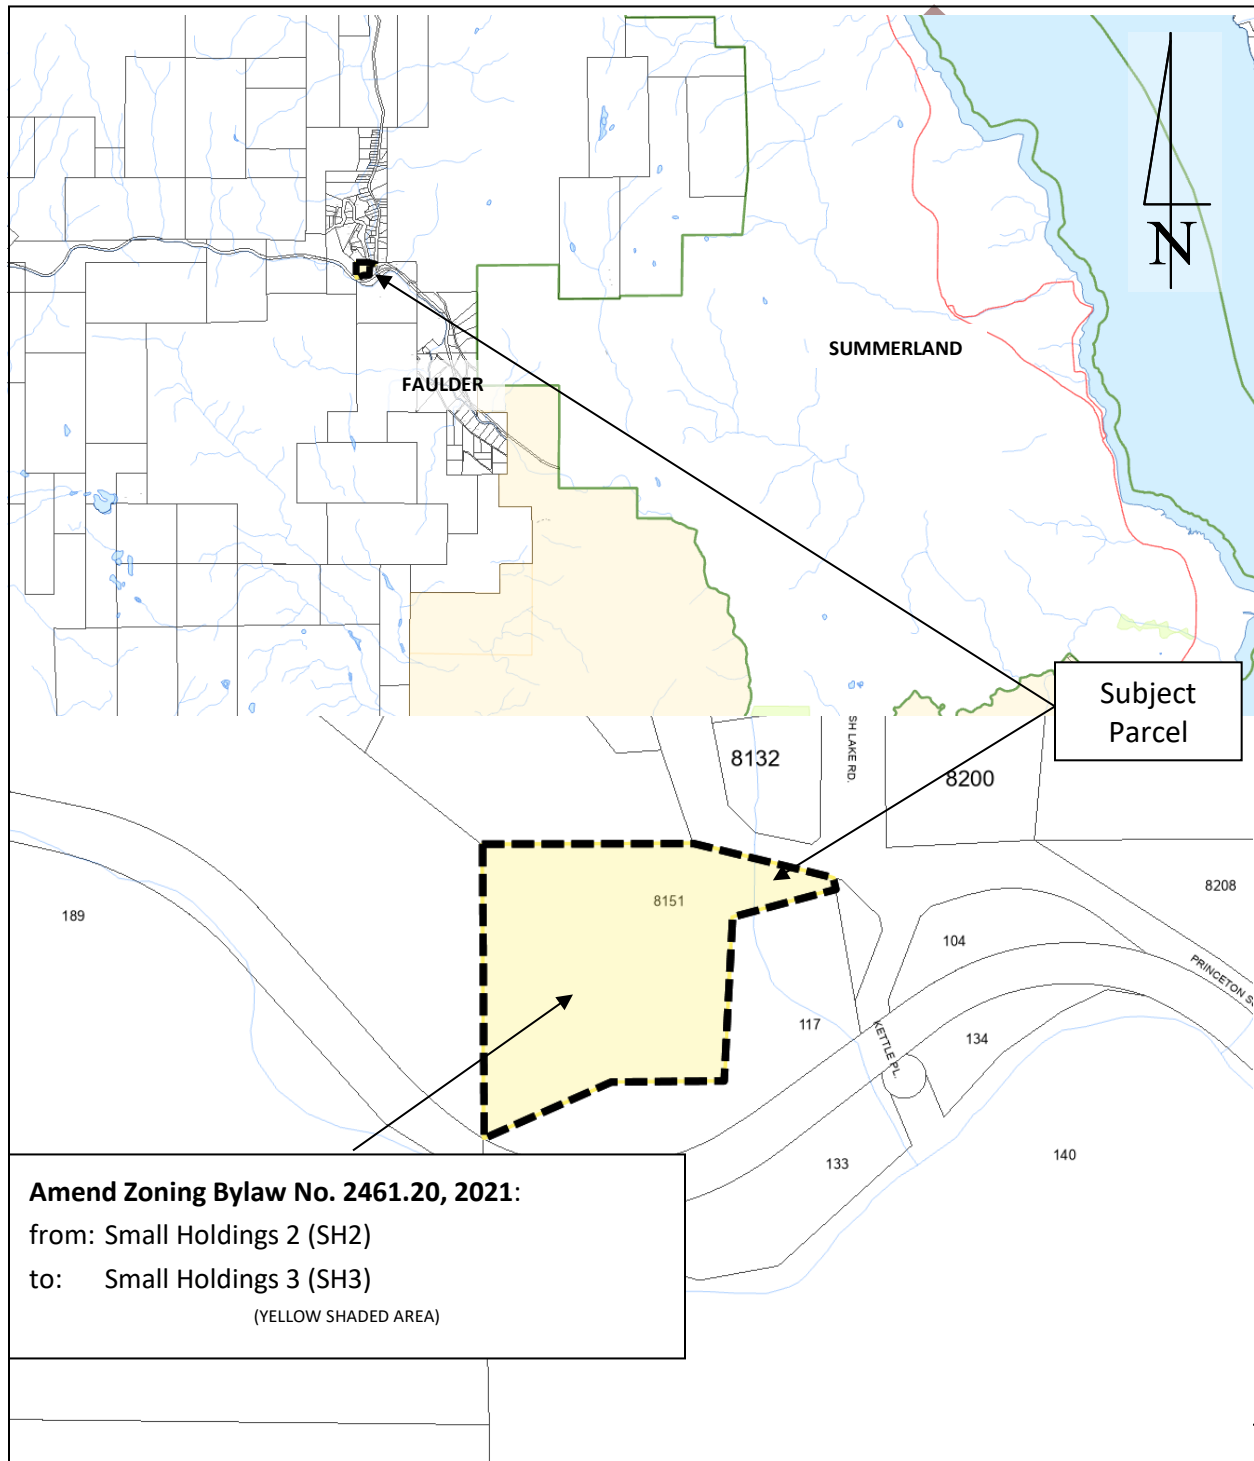 N
SUMMERLAND
FAULDER
Subject
Parcel
SH LAKE RD.
8132
8200
8151
8208
189
104
PRINCETON
117
KETTLE PL.
134
133
140
Amend Zoning Bylaw No. 2461.20, 2021:
from: Small Holdings 2 (SH2)
to: Small Holdings 3 (SH3)
(YELLOW SHADED AREA)